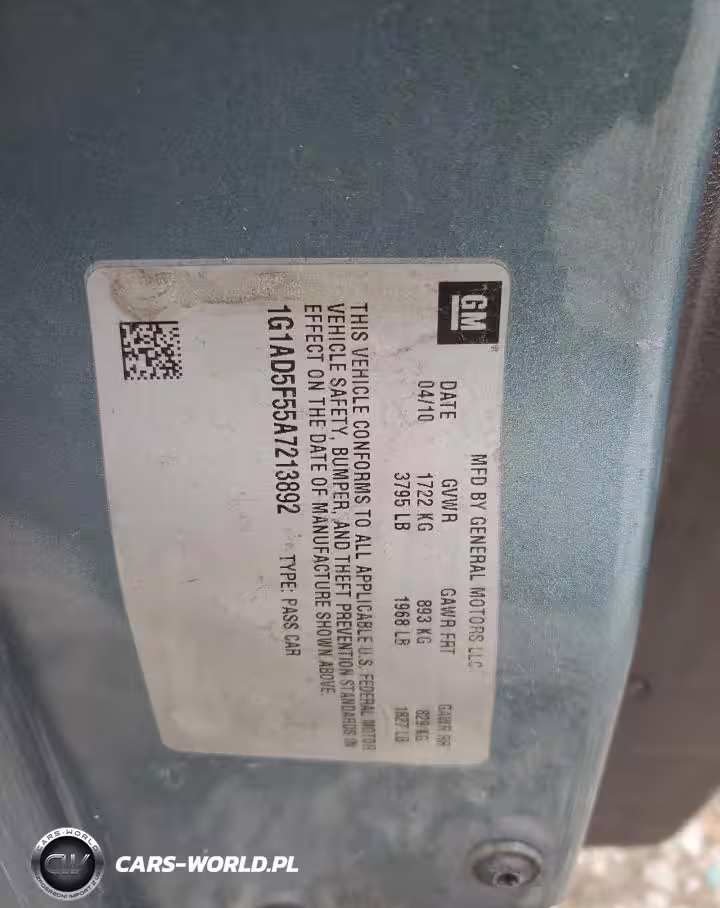 GM
MFD BY GENERAL MOTORS LLC
DATE GVWR GAWR FRT GAWR RR
04/10 1722 KG 893 KG 829 KG
3795 LB 1968 LB 1827 LB
THIS VEHICLE CONFORMS TO ALL APPLICABLE U.S. FEDERAL MOTOR
VEHICLE SAFETY, BUMPER, AND THEFT PREVENTION STANDARDS IN
EFFECT ON THE DATE OF MANUFACTURE SHOWN ABOVE.
1G1AD5F55A7213892 TYPE: PASS CAR
CARS-WORLD
CW
CARS-WORLD.PL